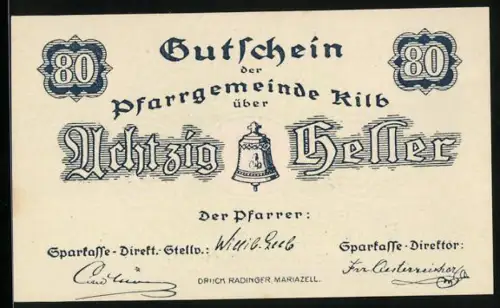 80 Gutschein 80
der
Pfarrgemeinde Kilb
über
Achtzig Heller
Der Pfarrer:
Sparkasse-Direkt.-Stellv.: Sparkasse-Direktor:
DRUCK RADINGER MARIAZELL.